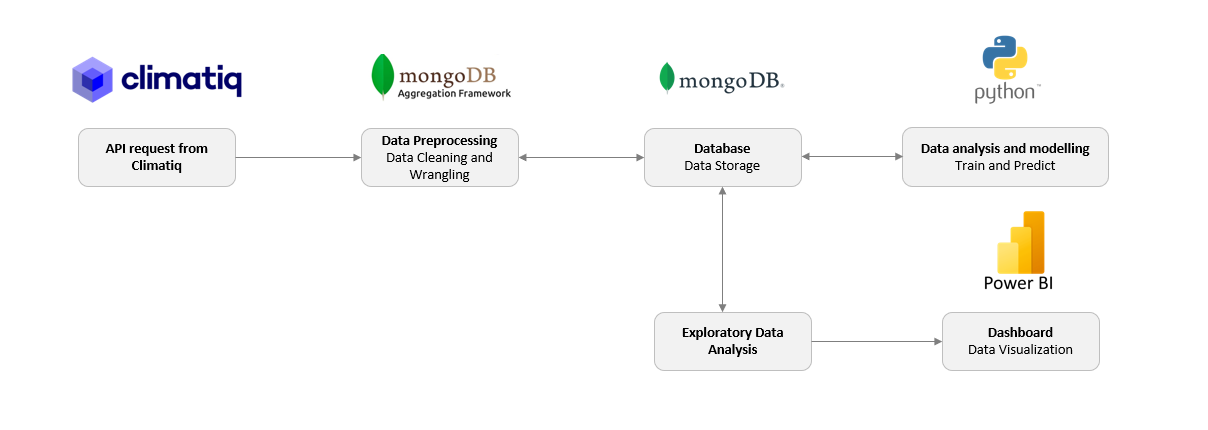 climatiq
mongoDB
Aggregation Framework
mongoDB®
python™
API request from
Climatiq
Data Preprocessing
Data Cleaning and
Wrangling
Database
Data Storage
Data analysis and modelling
Train and Predict
Power BI
Exploratory Data
Analysis
Dashboard
Data Visualization